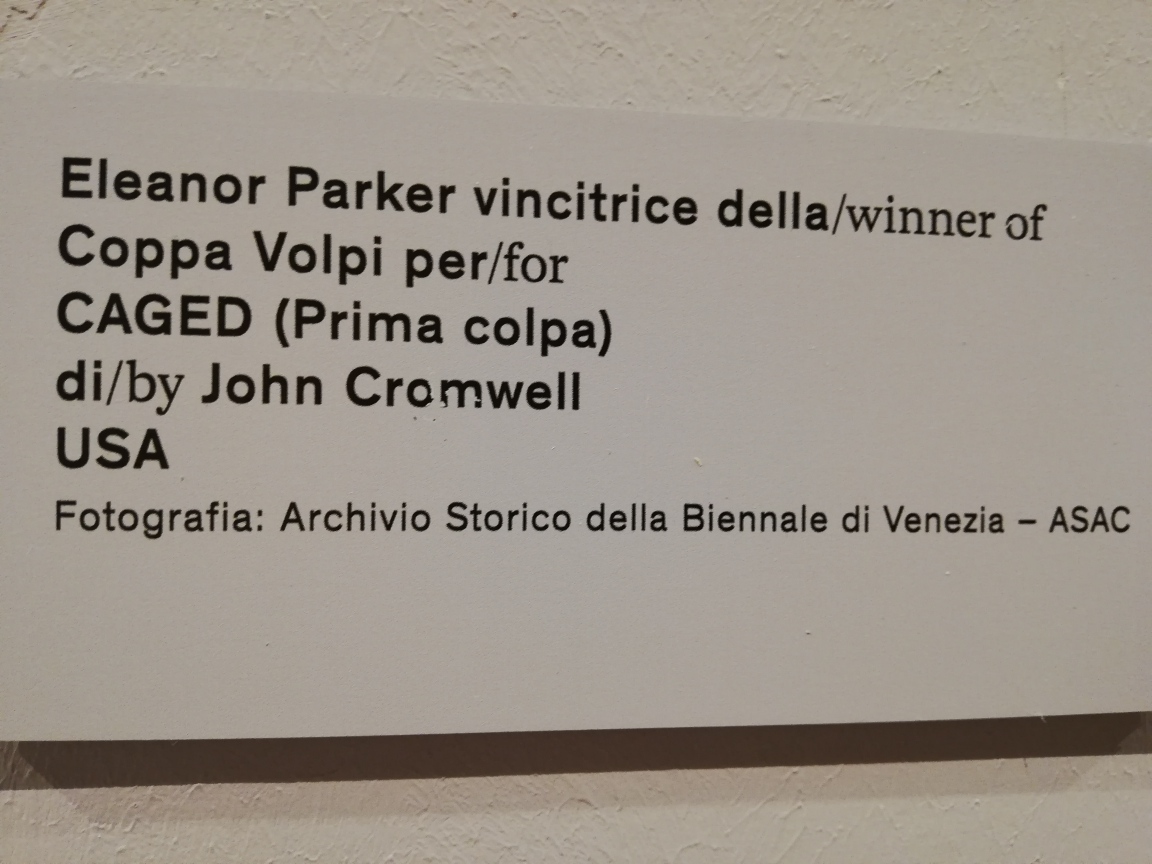 Eleanor Parker vincitrice della/winner of
Coppa Volpi per/for
CAGED (Prima colpa)
di/by John Cromwell
USA
Fotografia: Archivio Storico della Biennale di Venezia – ASAC